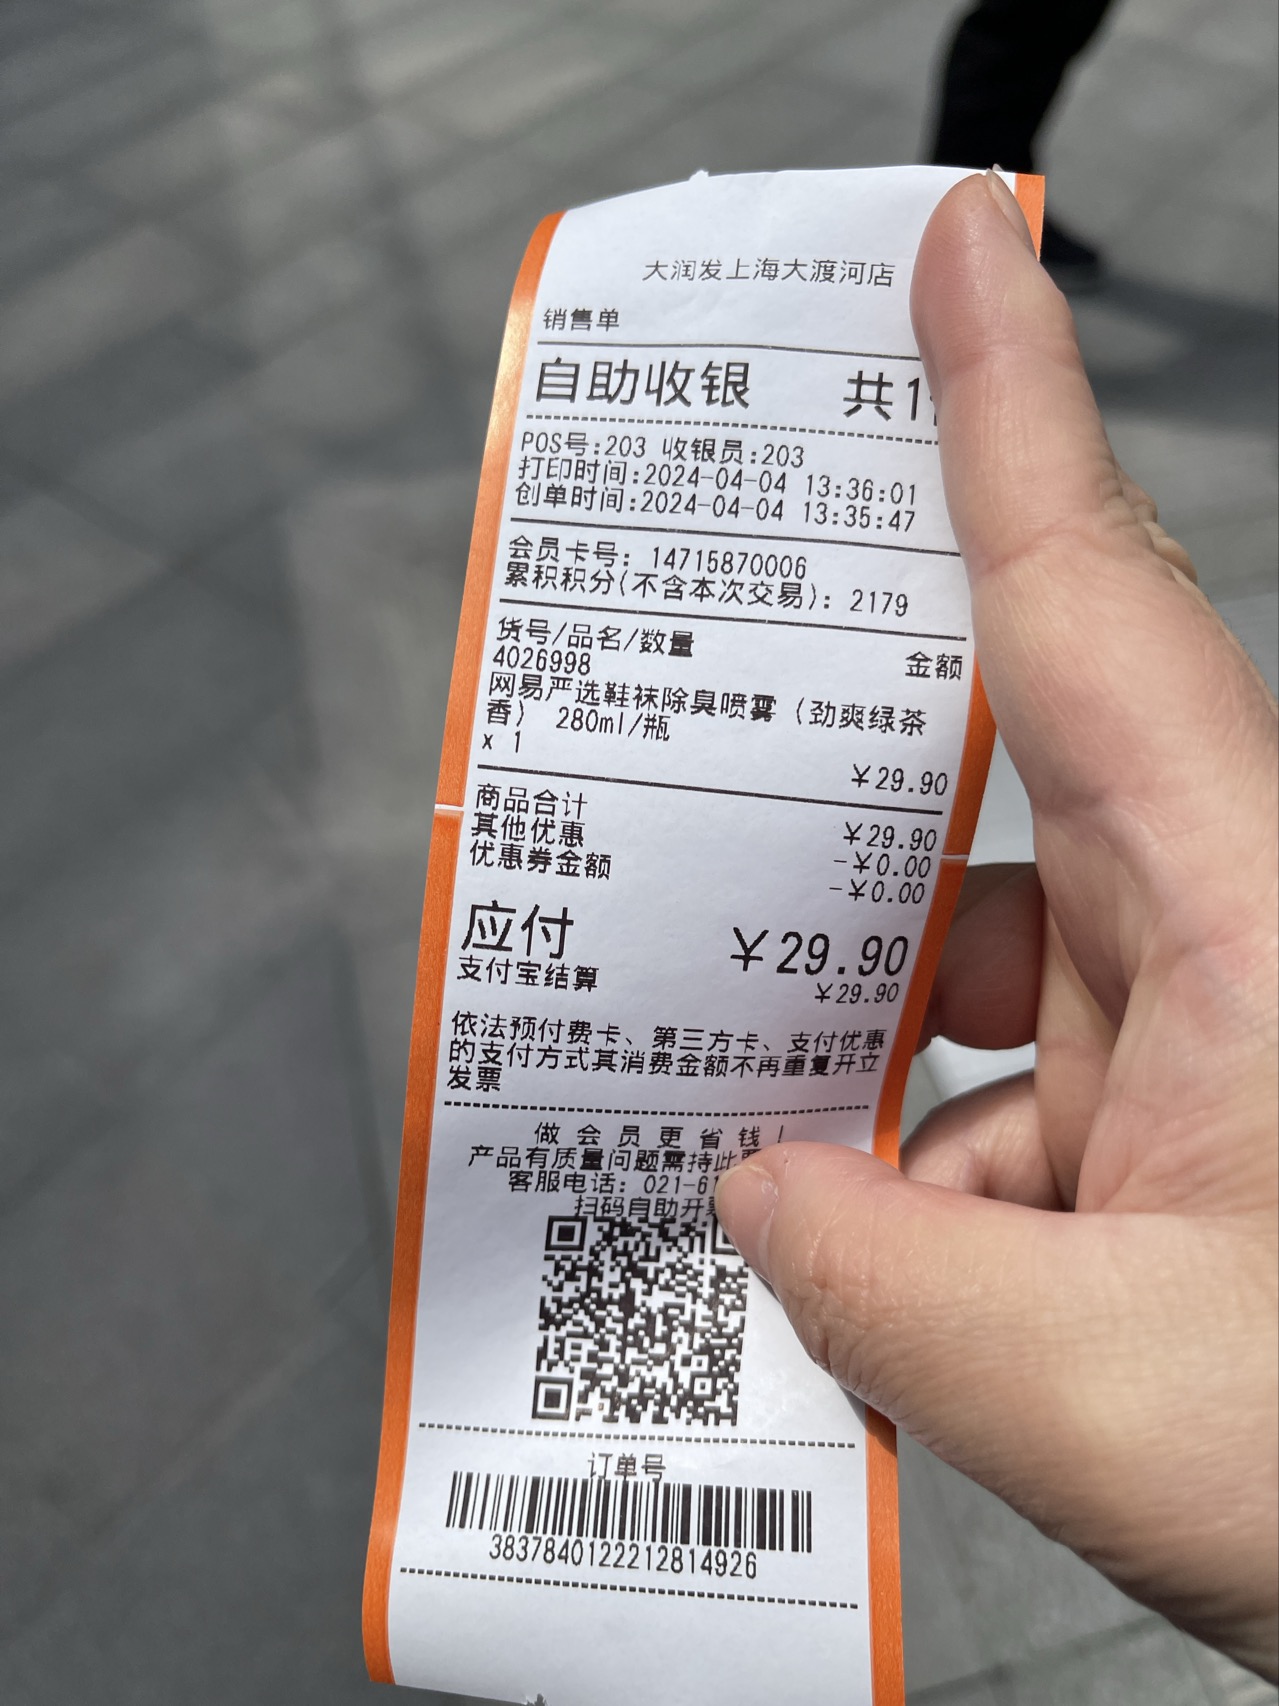 大润发上海大渡河店
销售单
自助收银 共1
POS号:203 收银员:203
打印时间:2024-04-04 13:36:01
创单时间:2024-04-04 13:35:47
会员卡号: 14715870006
累积积分(不含本次交易): 2179
货号/品名/数量 金额
4026998
网易严选鞋袜除臭喷雾（劲爽绿茶
香） 280ml/瓶
x 1
￥29.90
商品合计 ￥29.90
其他优惠 -￥0.00
优惠券金额 -￥0.00
应付 ￥29.90
支付宝结算 ￥29.90
依法预付费卡、第三方卡、支付优惠
的支付方式其消费金额不再重复开立
发票
做会员更省钱！
产品有质量问题需持此
客服电话: 021-61
扫码自助开票
订单号
3837840122212814926